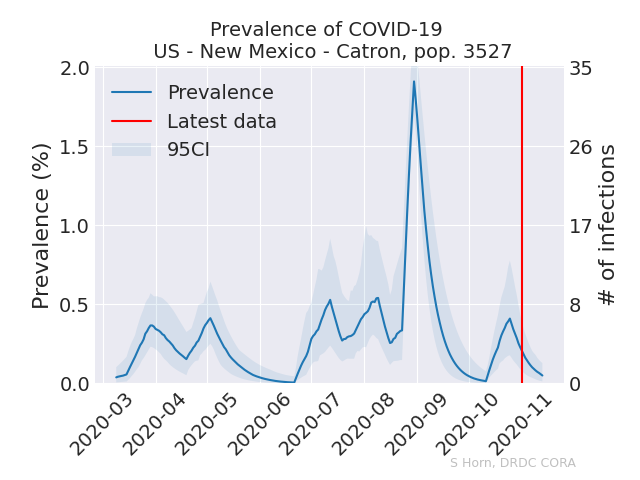 Prevalence of COVID-19
US - New Mexico - Catron, pop. 3527
Prevalence
Latest data
95CI
Prevalence (%)
2.0
1.5
1.0
0.5
0.0
35
26
17
8
0
# of infections
2020-03
2020-04
2020-05
2020-06
2020-07
2020-08
2020-09
2020-10
2020-11
S Horn, DRDC CORA